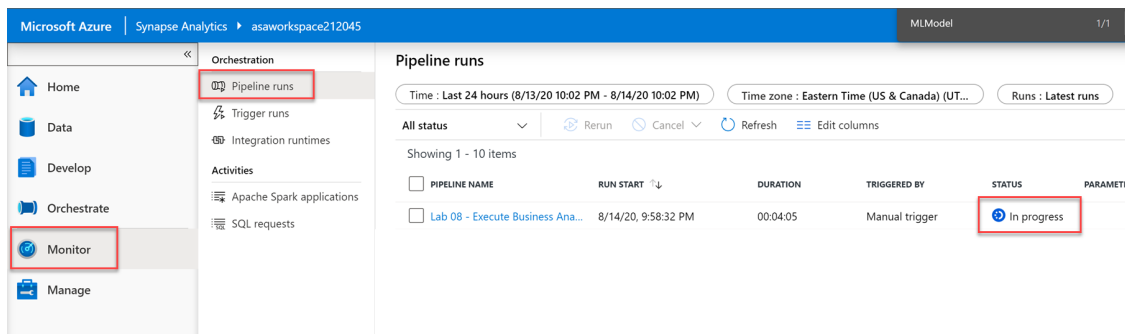 Microsoft Azure | Synapse Analytics ▸ asaworkspace212045
MLModel 1/1
«
Home
Data
Develop
Orchestrate
Monitor
Manage
Orchestration
Pipeline runs
Trigger runs
Integration runtimes
Activities
Apache Spark applications
SQL requests
Pipeline runs
Time : Last 24 hours (8/13/20 10:02 PM - 8/14/20 10:02 PM) Time zone : Eastern Time (US & Canada) (UT... Runs : Latest runs
All status Rerun Cancel Refresh Edit columns
Showing 1 - 10 items
PIPELINE NAME RUN START ↑↓ DURATION TRIGGERED BY STATUS PARAMET
Lab 08 - Execute Business Ana... 8/14/20, 9:58:32 PM 00:04:05 Manual trigger In progress